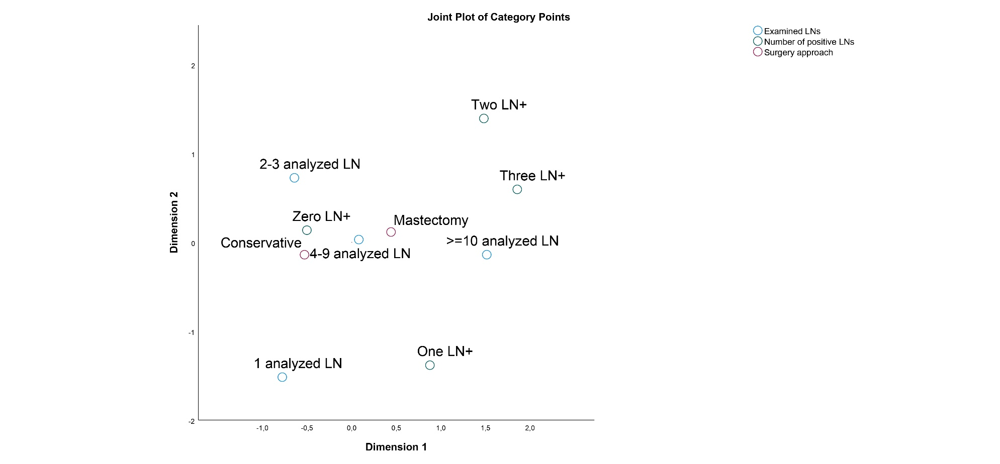 Joint Plot of Category Points
Examined LNs
Number of positive LNs
Surgery approach
2
1
0
-1
-2
Dimension 2
Two LN+
2-3 analyzed LN
Three LN+
Zero LN+
Mastectomy
Conservative
>=10 analyzed LN
4-9 analyzed LN
One LN+
1 analyzed LN
-1,0 -0,5 0,0 0,5 1,0 1,5 2,0
Dimension 1